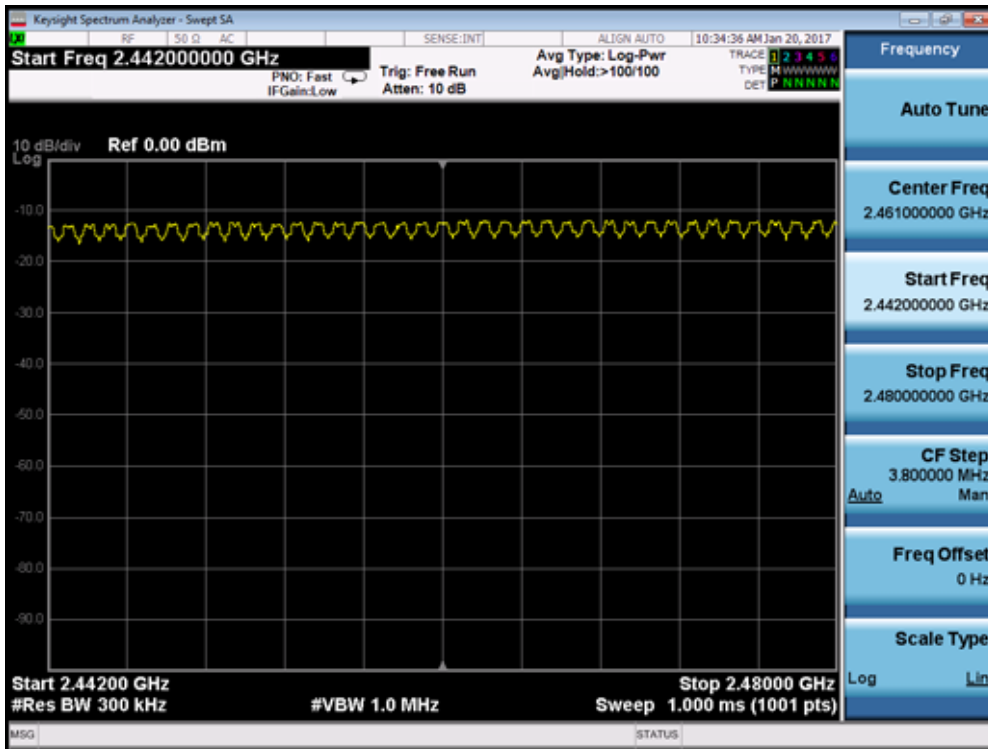 Keysight Spectrum Analyzer - Swept SA
RF 50 Ω AC SENSE:INT ALIGN AUTO 10:34:36 AM Jan 20, 2017
Start Freq 2.442000000 GHz
PNO: Fast
IFGain:Low
Trig: Free Run
Atten: 10 dB
Avg Type: Log-Pwr
Avg|Hold:>100/100
TRACE 1 2 3 4 5 6
TYPE M WWWWW
DET P N N N N N
10 dB/div
Log
Ref 0.00 dBm
-10.0
-20.0
-30.0
-40.0
-50.0
-60.0
-70.0
-80.0
-90.0
Start 2.44200 GHz
Stop 2.48000 GHz
#Res BW 300 kHz
#VBW 1.0 MHz
Sweep 1.000 ms (1001 pts)
MSG
STATUS
Frequency
Auto Tune
Center Freq
2.461000000 GHz
Start Freq
2.442000000 GHz
Stop Freq
2.480000000 GHz
CF Step
3.800000 MHz
Auto Man
Freq Offset
0 Hz
Scale Type
Log Lin